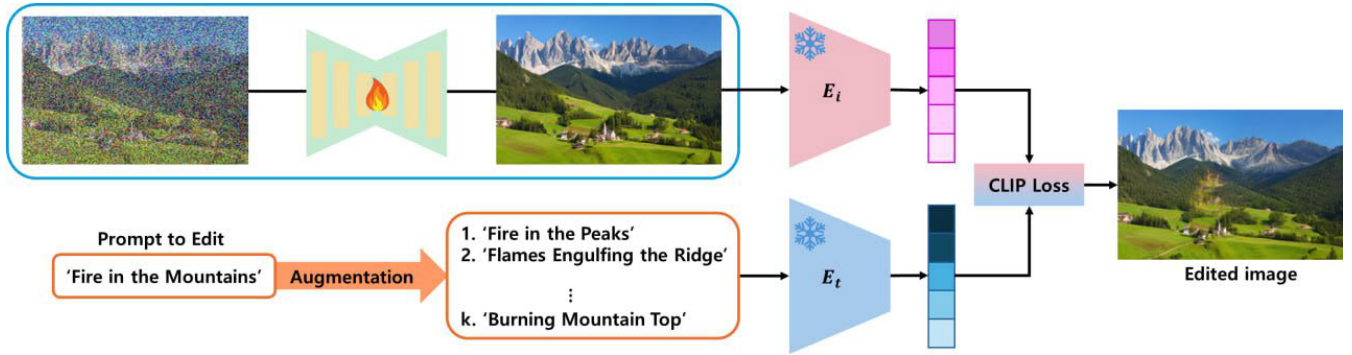 E_i
Prompt to Edit
'Fire in the Mountains'
Augmentation
1. 'Fire in the Peaks'
2. 'Flames Engulfing the Ridge'
⋮
k. 'Burning Mountain Top'
E_t
CLIP Loss
Edited image